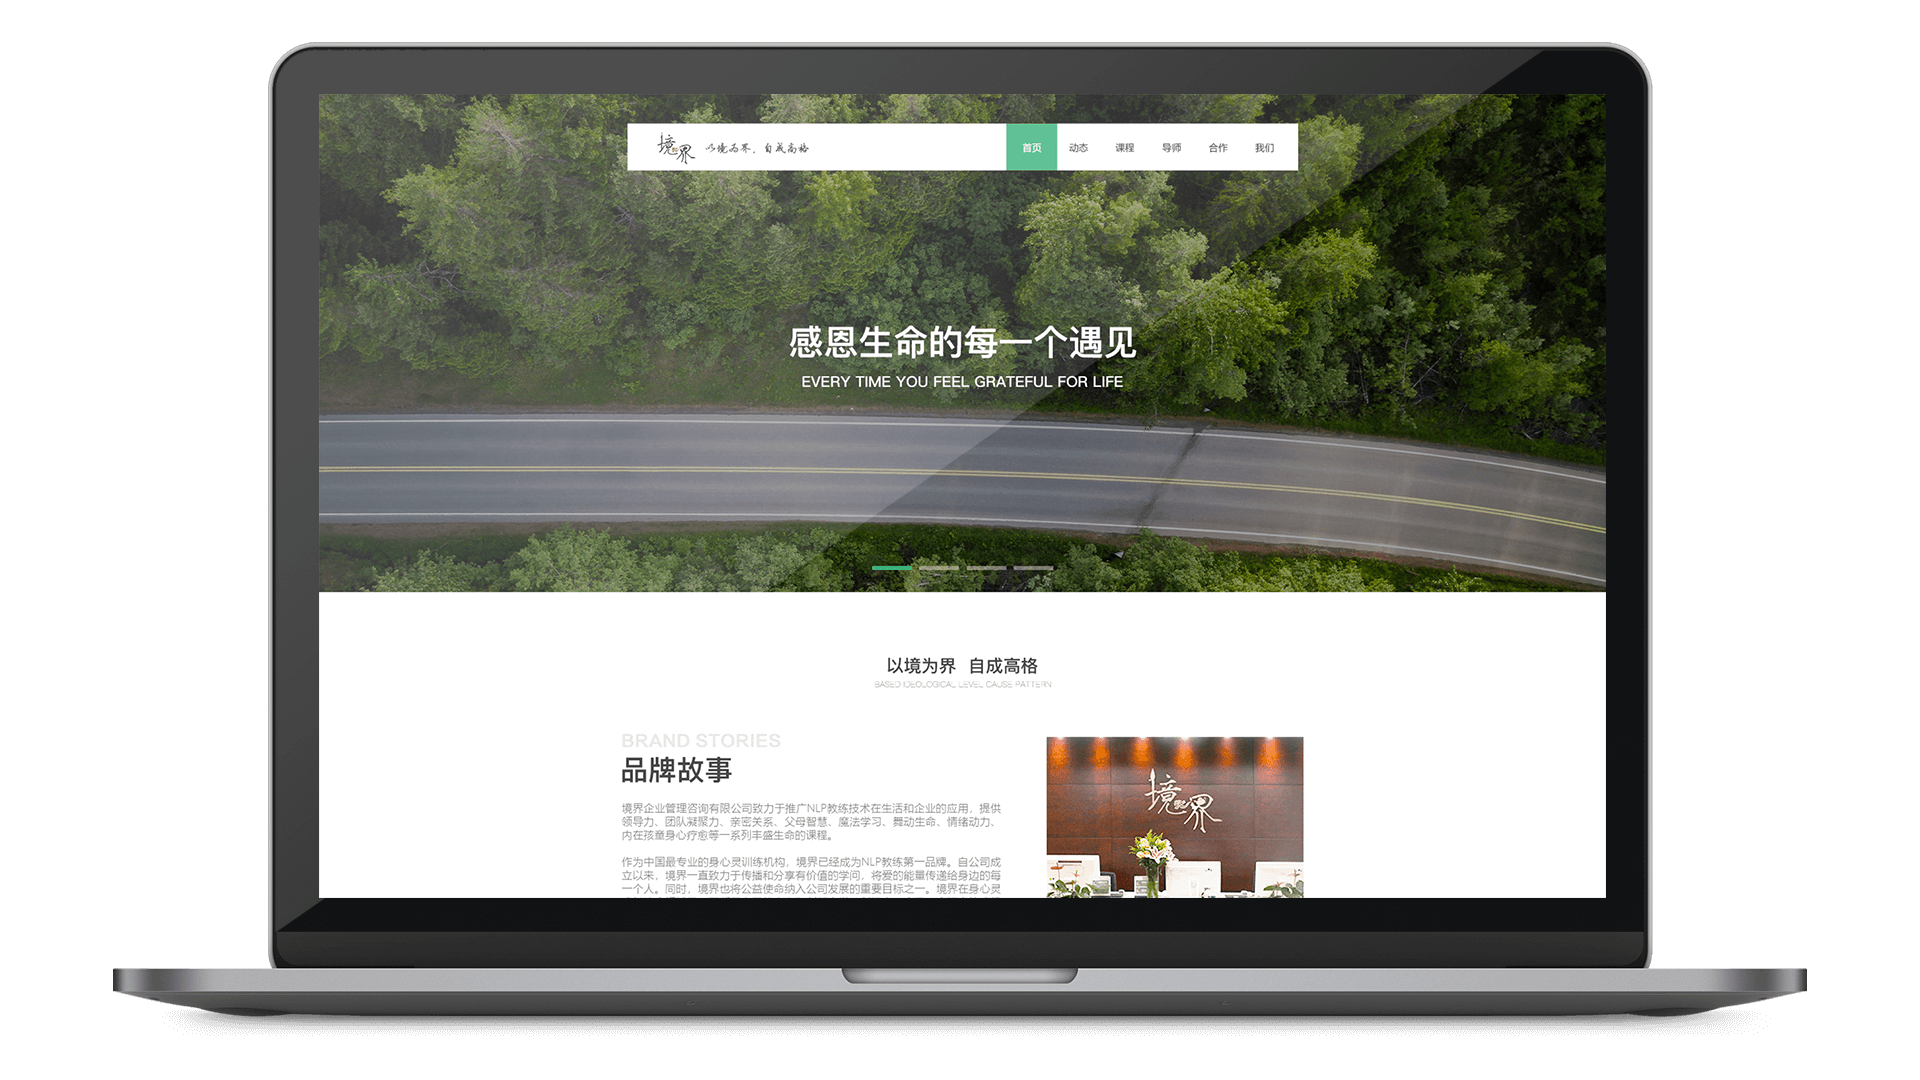 境界 以境为界，自成高格
首页 动态 课程 导师 合作 我们
感恩生命的每一个遇见
EVERY TIME YOU FEEL GRATEFUL FOR LIFE
以境为界 自成高格
BASED IDEOLOGICAL LEVEL CAUSE PATTERN
BRAND STORIES
品牌故事
境界
境界企业管理咨询有限公司致力于推广NLP教练技术在生活和企业的应用，提供
领导力、团队凝聚力、亲密关系、父母智慧、魔法学习、舞动生命、情绪动力、
内在孩童身心疗愈等一系列丰盛生命的课程。
作为中国最专业的身心灵训练机构，境界已经成为NLP教练第一品牌。自公司成
立以来，境界一直致力于传播和分享有价值的学问，将爱的能量传递给身边的每
一个人。同时，境界也将公益使命纳入公司发展的重要目标之一。境界在身心灵